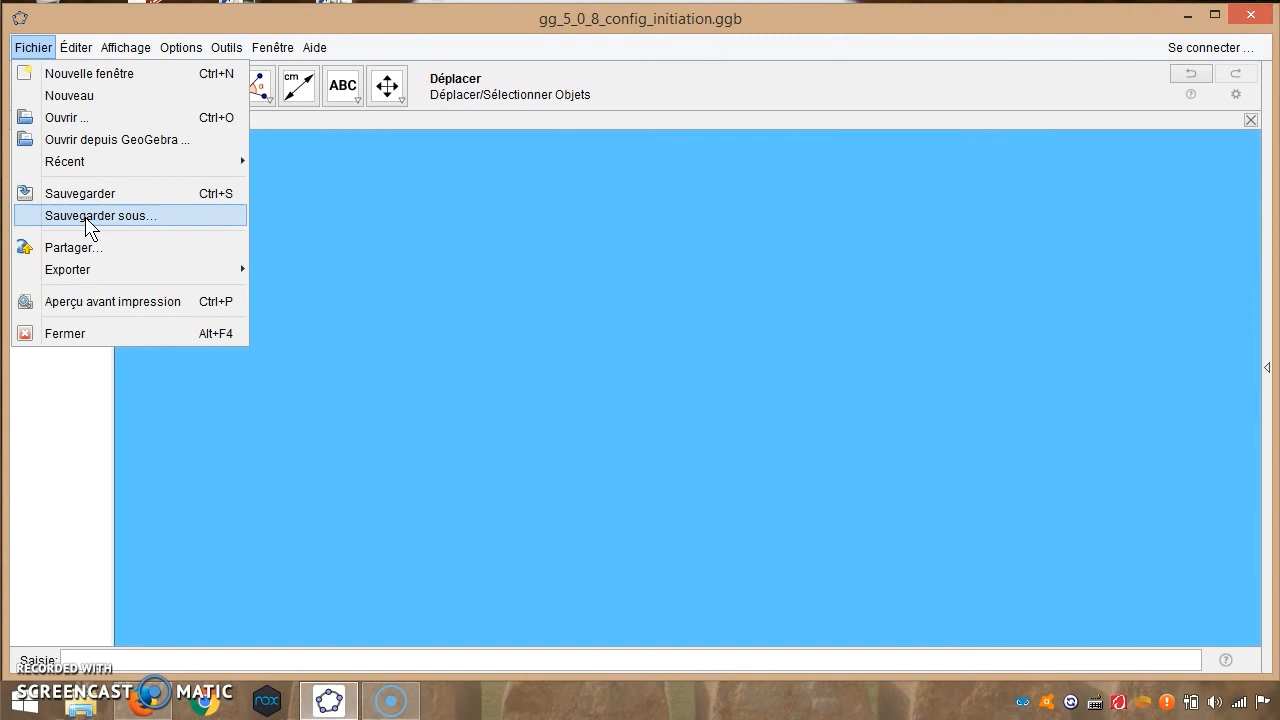 gg_5_0_8_config_initiation.ggb
Fichier Éditer Affichage Options Outils Fenêtre Aide Se connecter ...
Nouvelle fenêtre Ctrl+N
Nouveau
Ouvrir ... Ctrl+O
Ouvrir depuis GeoGebra ...
Récent
Sauvegarder Ctrl+S
Sauvegarder sous...
Partager...
Exporter
Aperçu avant impression Ctrl+P
Fermer Alt+F4
α
cm
ABC
Déplacer
Déplacer/Sélectionner Objets
Saisie:
RECORDED WITH
SCREENCAST MATIC
nox